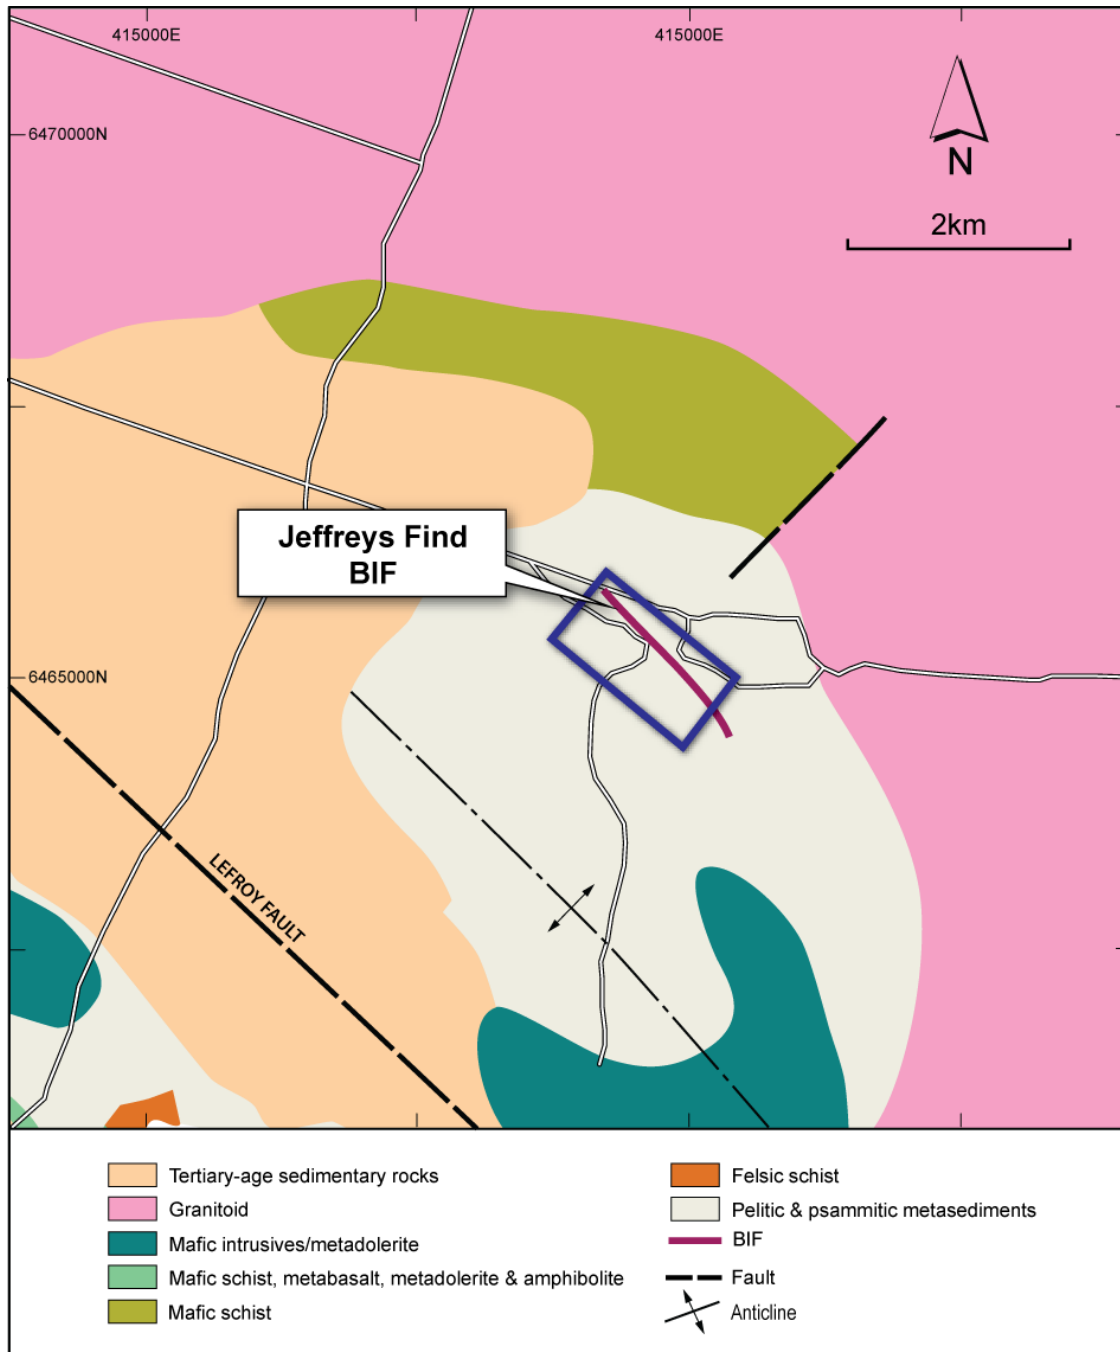 415000E
415000E
6470000N
N
2km
Jeffreys Find
BIF
6465000N
LEFROY FAULT
Tertiary-age sedimentary rocks
Granitoid
Mafic intrusives/metadolerite
Mafic schist, metabasalt, metadolerite & amphibolite
Mafic schist
Felsic schist
Pelitic & psammitic metasediments
BIF
Fault
Anticline